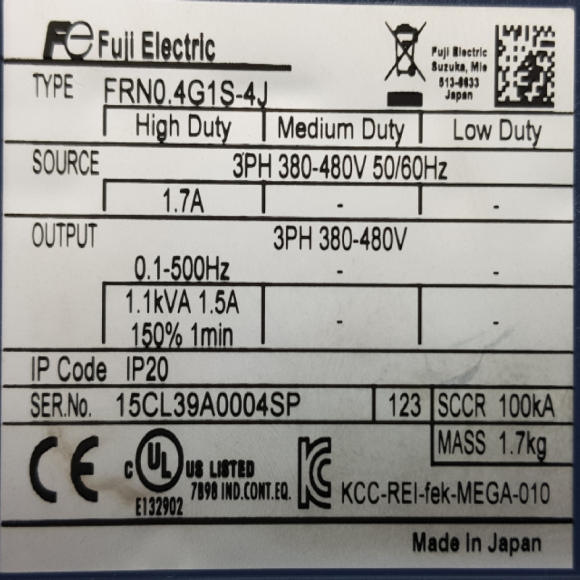 Fe Fuji Electric
Fuji Electric
Suzuka, Mie
513-8633
Japan
TYPE FRN0.4G1S-4J
High Duty Medium Duty Low Duty
SOURCE 3PH 380-480V 50/60Hz
1.7A - -
OUTPUT 3PH 380-480V
0.1-500Hz - -
1.1kVA 1.5A
150% 1min - -
IP Code IP20
SER.No. 15CL39A0004SP 123 SCCR 100kA
MASS 1.7kg
CE C UL US LISTED
7B98 IND.CONT.EQ.
E132902
KC KCC-REI-fek-MEGA-010
Made In Japan